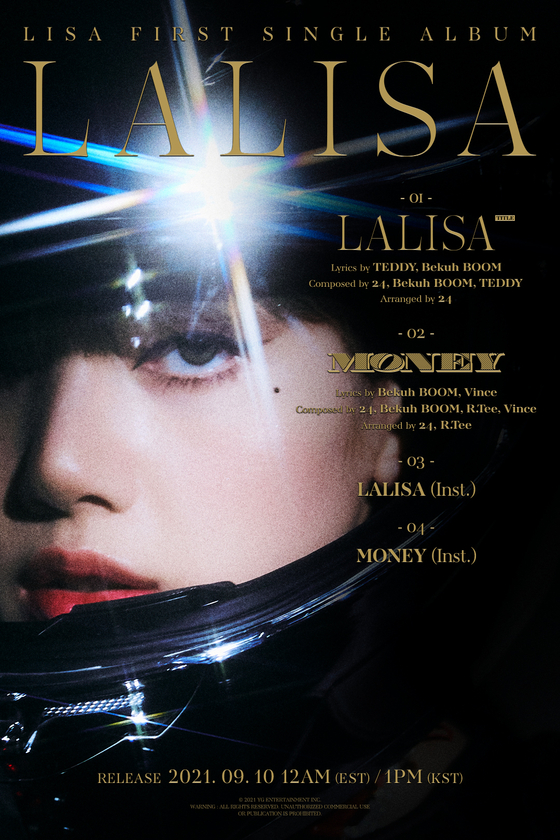 LISA FIRST SINGLE ALBUM
LALISA
- 01 -
LALISA TITLE
Lyrics by TEDDY, Bekuh BOOM
Composed by 24, Bekuh BOOM, TEDDY
Arranged by 24
- 02 -
MONEY
Lyrics by Bekuh BOOM, Vince
Composed by 24, Bekuh BOOM, R.Tee, Vince
Arranged by 24, R.Tee
- 03 -
LALISA (Inst.)
- 04 -
MONEY (Inst.)
RELEASE 2021. 09. 10 12AM (EST) / 1PM (KST)
© 2021 YG ENTERTAINMENT INC.
WARNING : ALL RIGHTS RESERVED. UNAUTHORIZED COMMERCIAL USE
OR PUBLICATION IS PROHIBITED.